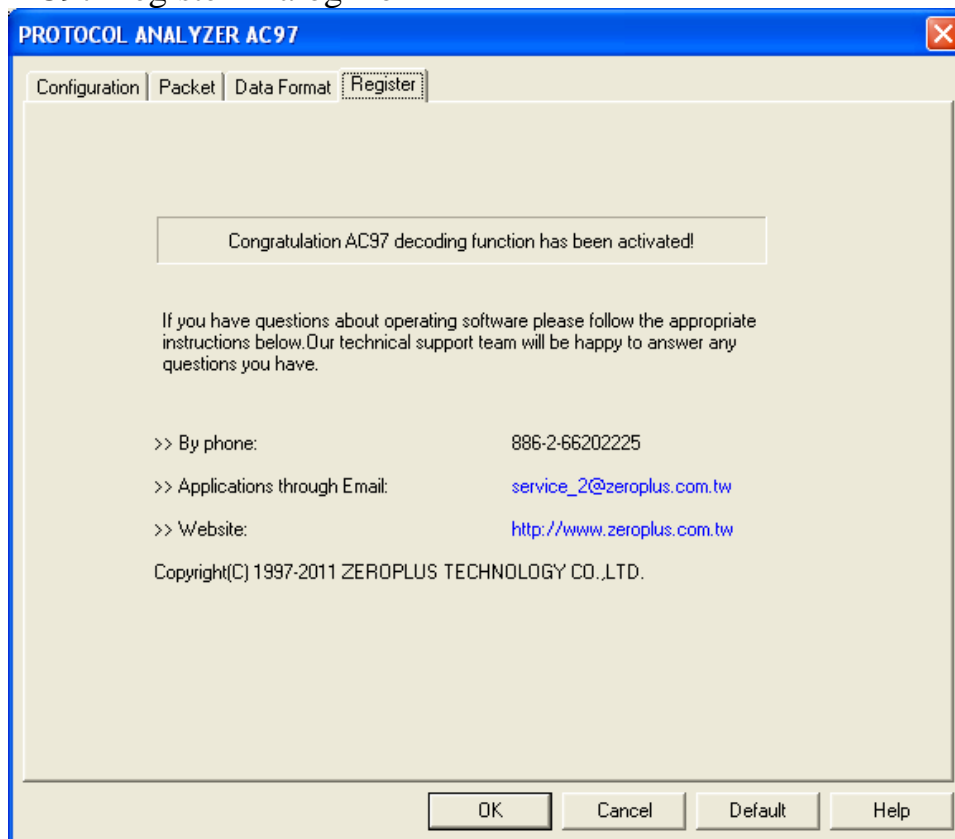 PROTOCOL ANALYZER AC97
Configuration Packet Data Format Register
Congratulation AC97 decoding function has been activated!
If you have questions about operating software please follow the appropriate
instructions below.Our technical support team will be happy to answer any
questions you have.
>> By phone: 886-2-66202225
>> Applications through Email: service_2@zeroplus.com.tw
>> Website: http://www.zeroplus.com.tw
Copyright(C) 1997-2011 ZEROPLUS TECHNOLOGY CO.,LTD.
OK Cancel Default Help